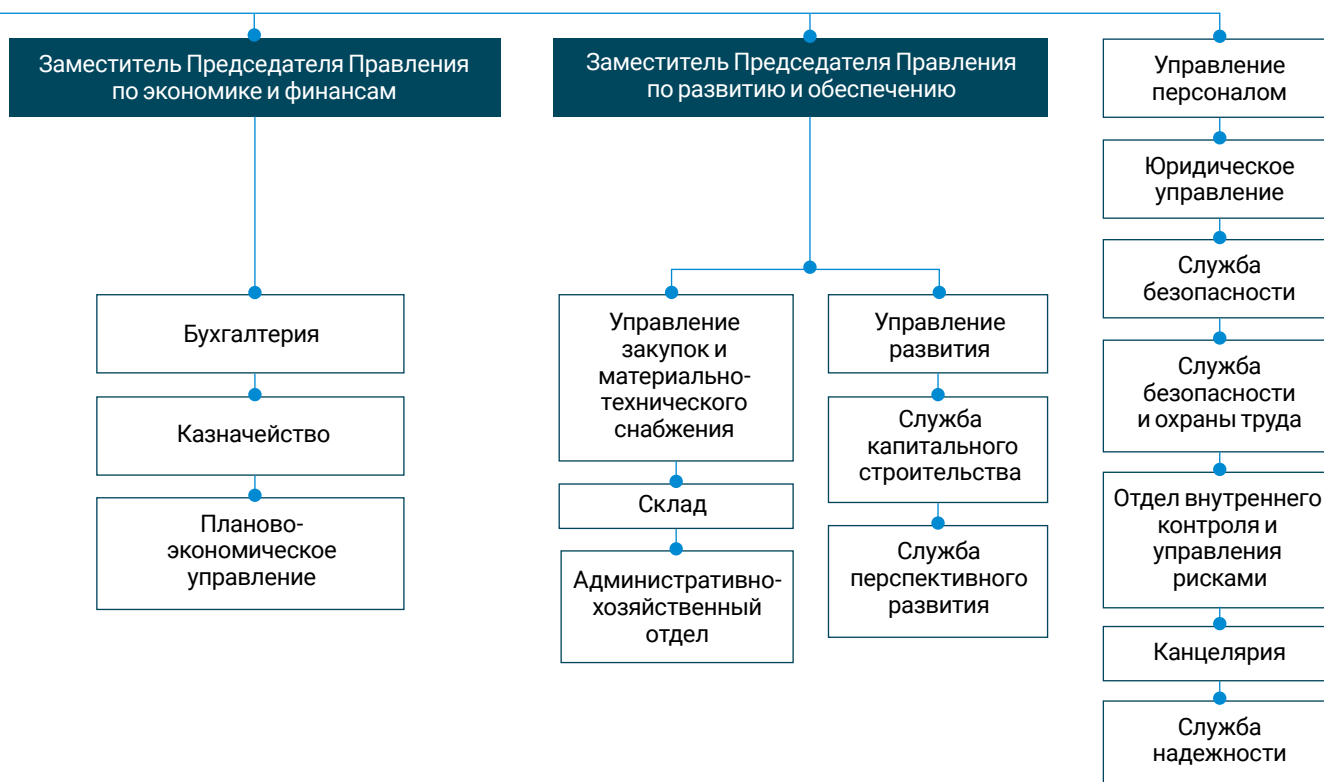 Заместитель Председателя Правления
по экономике и финансам
Бухгалтерия
Казначейство
Планово-
экономическое
управление
Заместитель Председателя Правления
по развитию и обеспечению
Управление
закупок и
материально-
технического
снабжения
Склад
Административно-
хозяйственный
отдел
Управление
развития
Служба
капитального
строительства
Служба
перспективного
развития
Управление
персоналом
Юридическое
управление
Служба
безопасности
Служба
безопасности
и охраны труда
Отдел внутреннего
контроля и
управления
рисками
Канцелярия
Служба
надежности